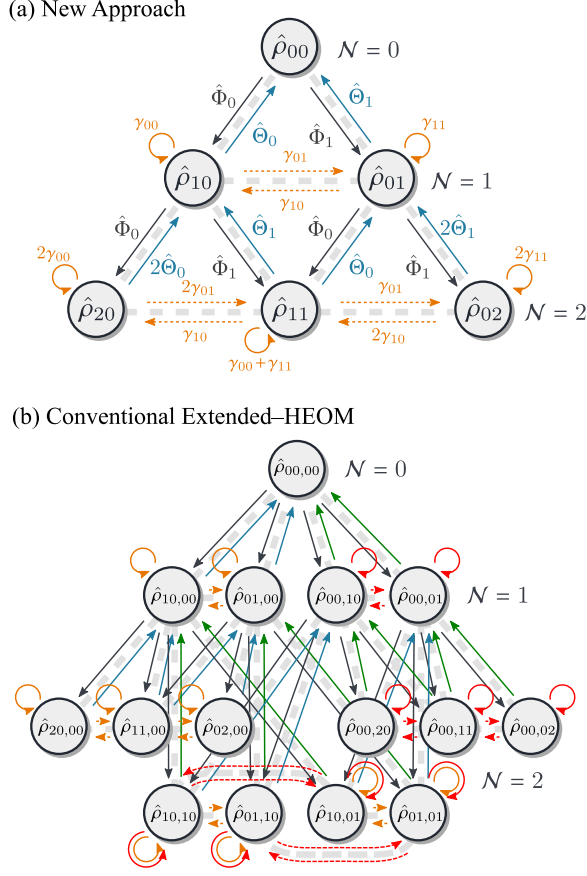 (a) New Approach
ρ̂₀₀ 𝒩 = 0
Φ̂₀ Θ̂₀ Φ̂₁ Θ̂₁
γ₀₀ γ₁₁
ρ̂₁₀ γ₀₁ γ₁₀ ρ̂₀₁ 𝒩 = 1
Φ̂₀ 2Θ̂₀ Φ̂₁ Θ̂₁ Φ̂₀ Θ̂₀ Φ̂₁ 2Θ̂₁
2γ₀₀ 2γ₁₁
ρ̂₂₀ 2γ₀₁ γ₁₀ ρ̂₁₁ γ₀₁ 2γ₁₀ ρ̂₀₂ 𝒩 = 2
γ₀₀ + γ₁₁
(b) Conventional Extended–HEOM
ρ̂₀₀,₀₀ 𝒩 = 0
ρ̂₁₀,₀₀ ρ̂₀₁,₀₀ ρ̂₀₀,₁₀ ρ̂₀₀,₀₁ 𝒩 = 1
ρ̂₂₀,₀₀ ρ̂₁₁,₀₀ ρ̂₀₂,₀₀ ρ̂₀₀,₂₀ ρ̂₀₀,₁₁ ρ̂₀₀,₀₂
𝒩 = 2
ρ̂₁₀,₁₀ ρ̂₀₁,₁₀ ρ̂₁₀,₀₁ ρ̂₀₁,₀₁